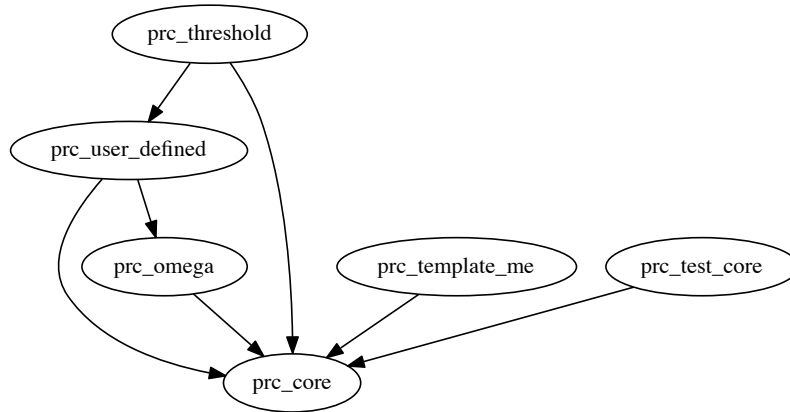 prc_threshold
prc_user_defined
prc_omega
prc_template_me
prc_test_core
prc_core